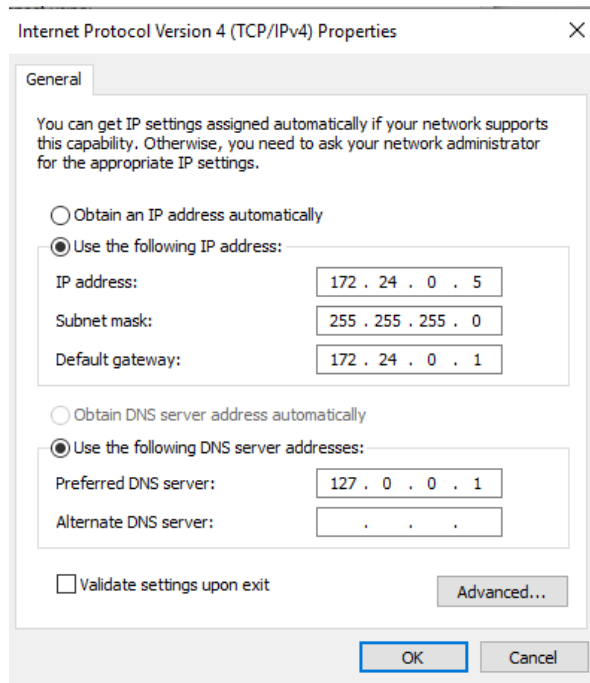 Internet Protocol Version 4 (TCP/IPv4) Properties
General
You can get IP settings assigned automatically if your network supports
this capability. Otherwise, you need to ask your network administrator
for the appropriate IP settings.
Obtain an IP address automatically
Use the following IP address:
IP address: 172 . 24 . 0 . 5
Subnet mask: 255 . 255 . 255 . 0
Default gateway: 172 . 24 . 0 . 1
Obtain DNS server address automatically
Use the following DNS server addresses:
Preferred DNS server: 127 . 0 . 0 . 1
Alternate DNS server: . . .
Validate settings upon exit
Advanced...
OK Cancel